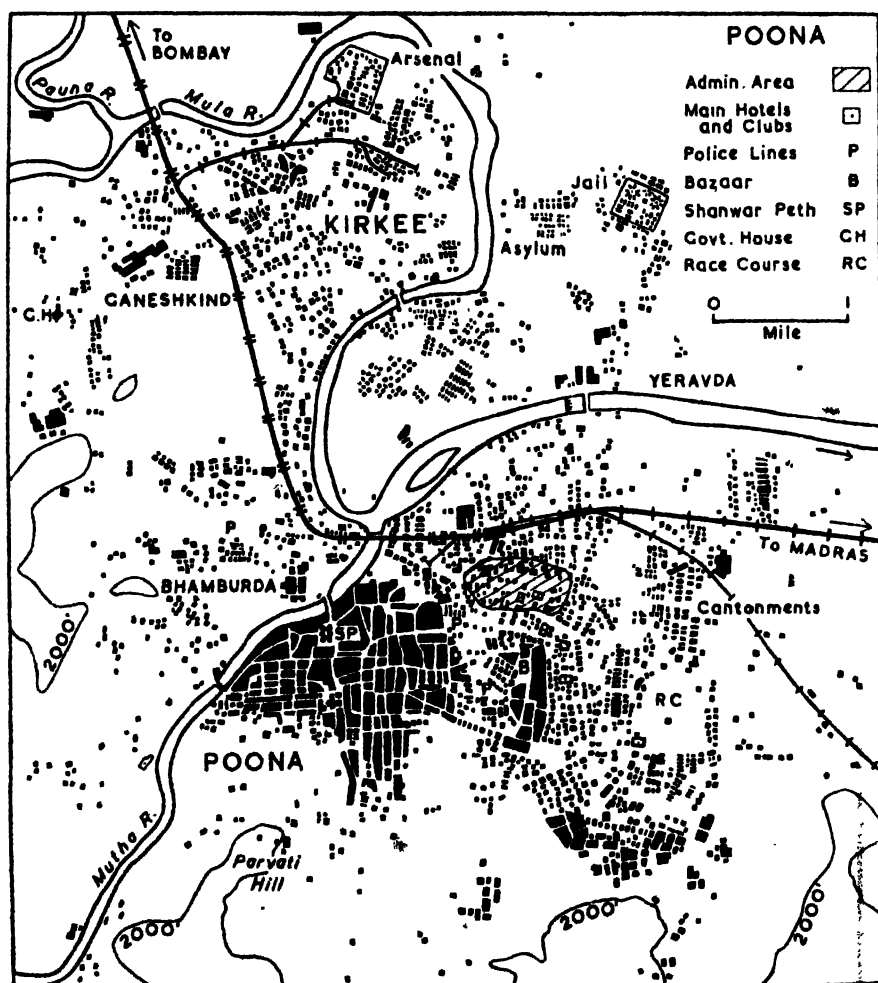 To
BOMBAY
Pauna R.
Mula R.
Arsenal
POONA
Admin. Area
Main Hotels
and Clubs
Police Lines P
Bazaar B
Shanwar Peth SP
Govt. House GH
Race Course RC
0 1
Mile
Jail
KIRKEE
Asylum
GANESHKIND
G.H.
YERAVDA
P
BHAMBURDA
To MADRAS
Cantonments
2000'
SP
B
P
RC
POONA
Mutha R.
Parvati
Hill
2000'
2000'
2000'